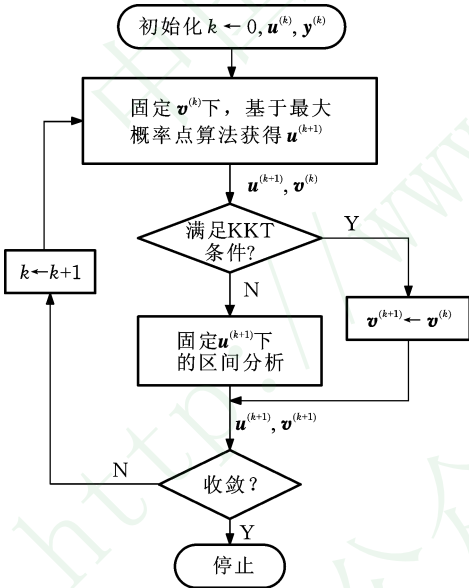 初始化 k ← 0, u^(k), y^(k)
固定 v^(k)下，基于最大
概率点算法获得 u^(k+1)
u^(k+1), v^(k)
满足KKT
条件?
Y
N
k←k+1
v^(k+1) ← v^(k)
固定u^(k+1)下
的区间分析
u^(k+1), v^(k+1)
N
收敛？
Y
停止
http://www